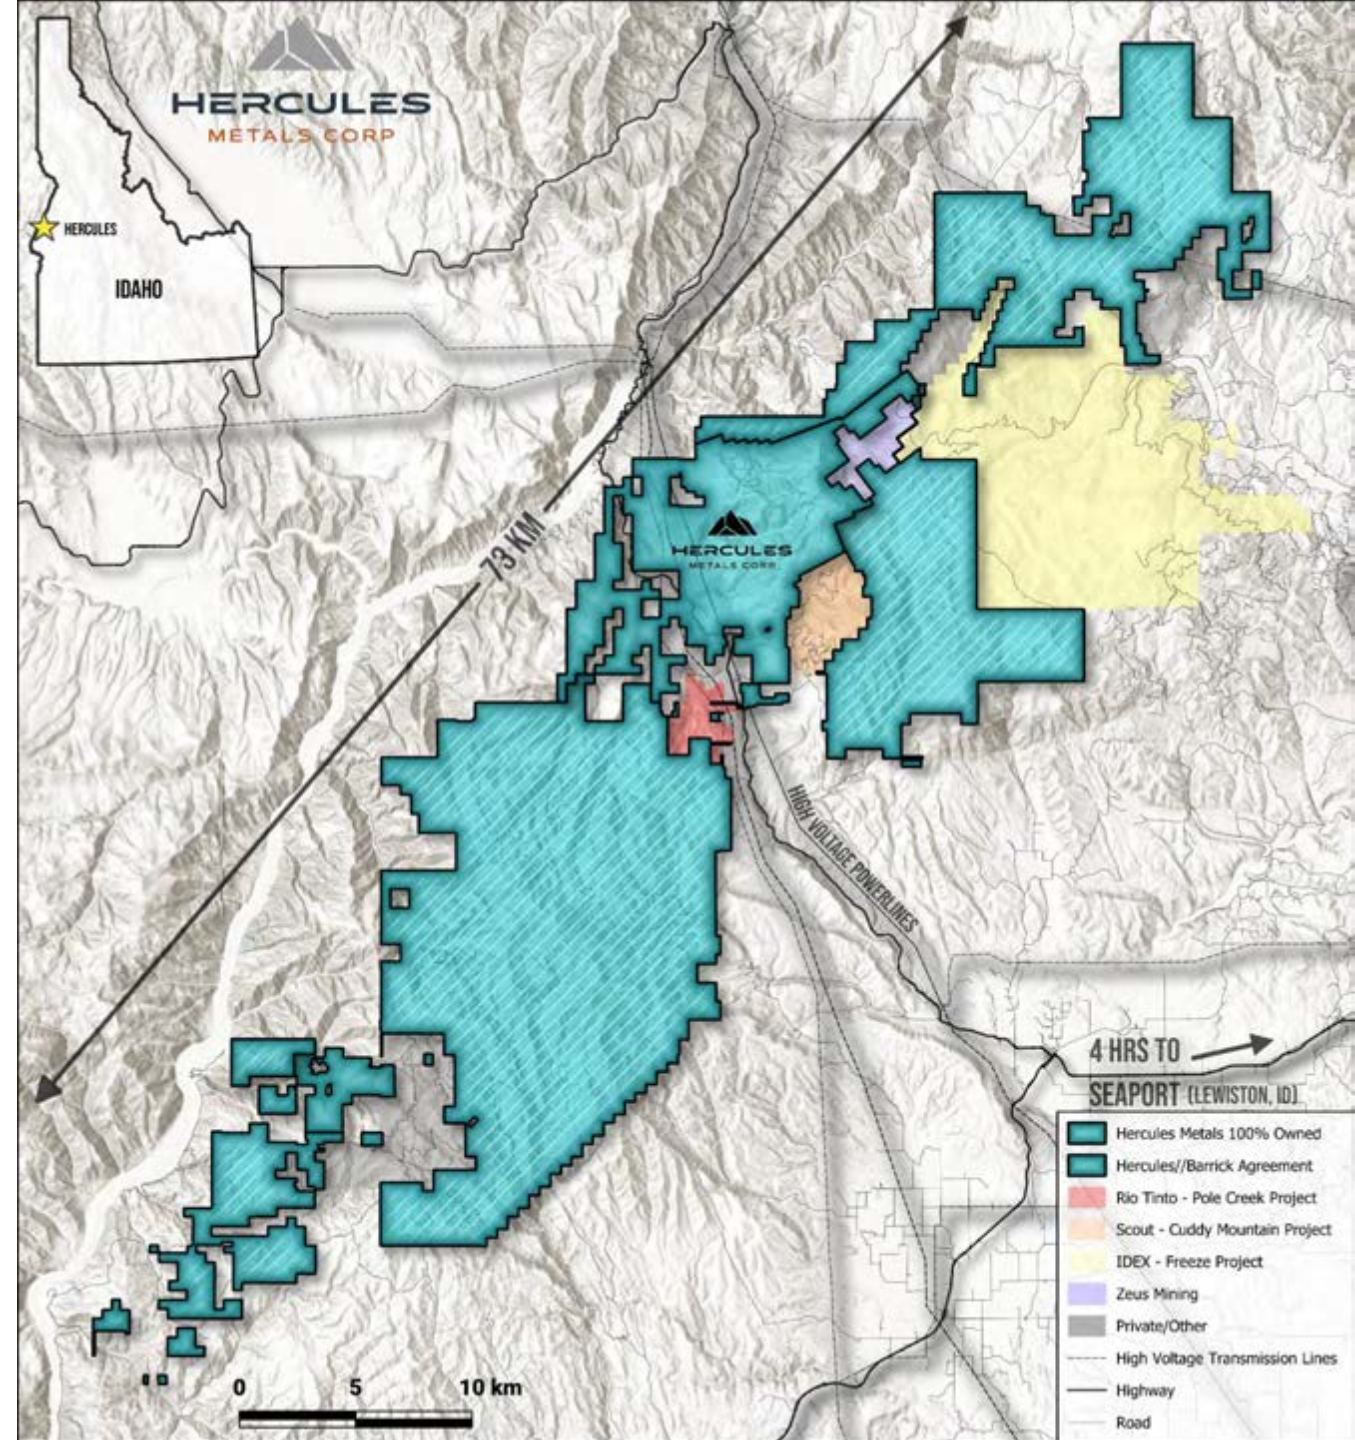 HERCULES
METALS CORP
HERCULES
IDAHO
73 KM
HERCULES
METALS CORP.
HIGH VOLTAGE POWERLINES
4 HRS TO
SEAPORT (LEWISTON, ID)
Hercules Metals 100% Owned
Hercules//Barrick Agreement
Rio Tinto - Pole Creek Project
Scout - Cuddy Mountain Project
IDEX - Freeze Project
Zeus Mining
Private/Other
High Voltage Transmission Lines
Highway
Road
0 5 10 km